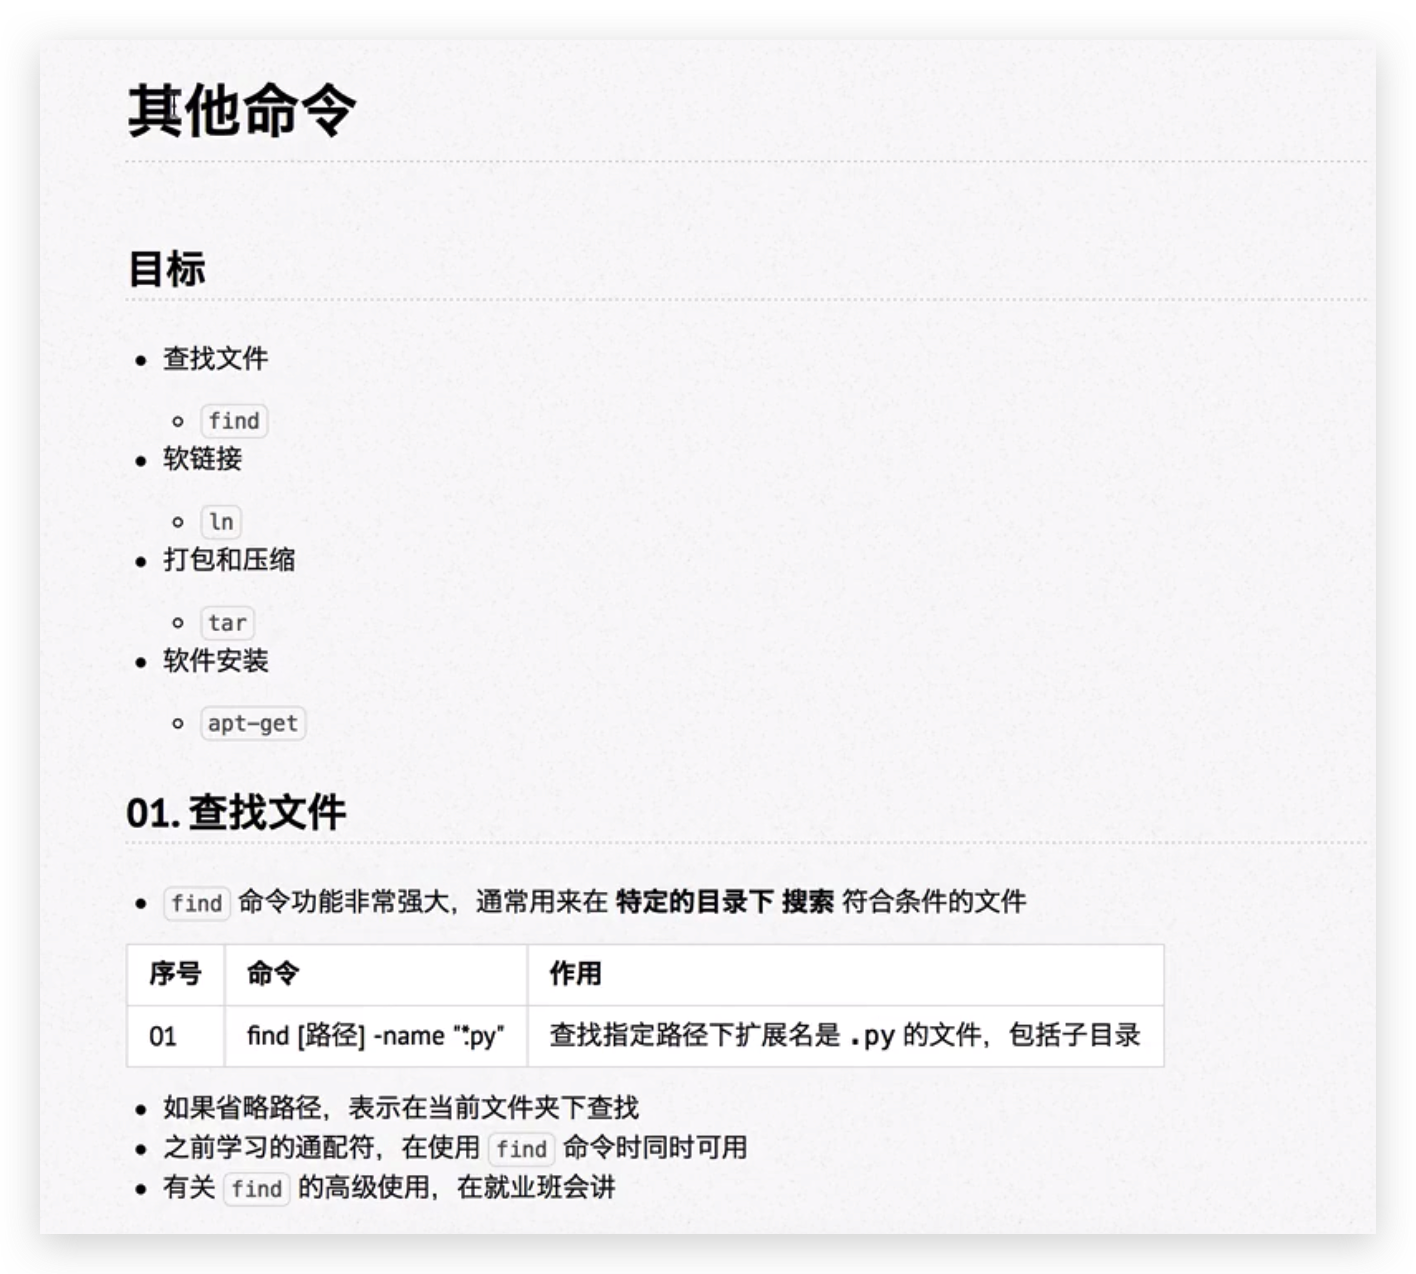 其他命令
目标
查找文件
find
软链接
ln
打包和压缩
tar
软件安装
apt-get
01. 查找文件
find 命令功能非常强大，通常用来在 特定的目录下 搜索 符合条件的文件
序号 命令 作用
01 find [路径] -name "*.py" 查找指定路径下扩展名是 .py 的文件，包括子目录
如果省略路径，表示在当前文件夹下查找
之前学习的通配符，在使用 find 命令时同时可用
有关 find 的高级使用，在就业班会讲